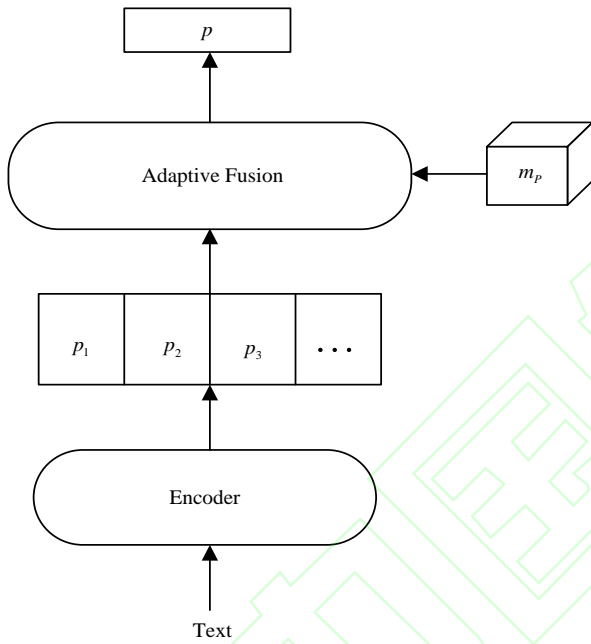 p
Adaptive Fusion
m_P
p_1 p_2 p_3 ...
Encoder
Text